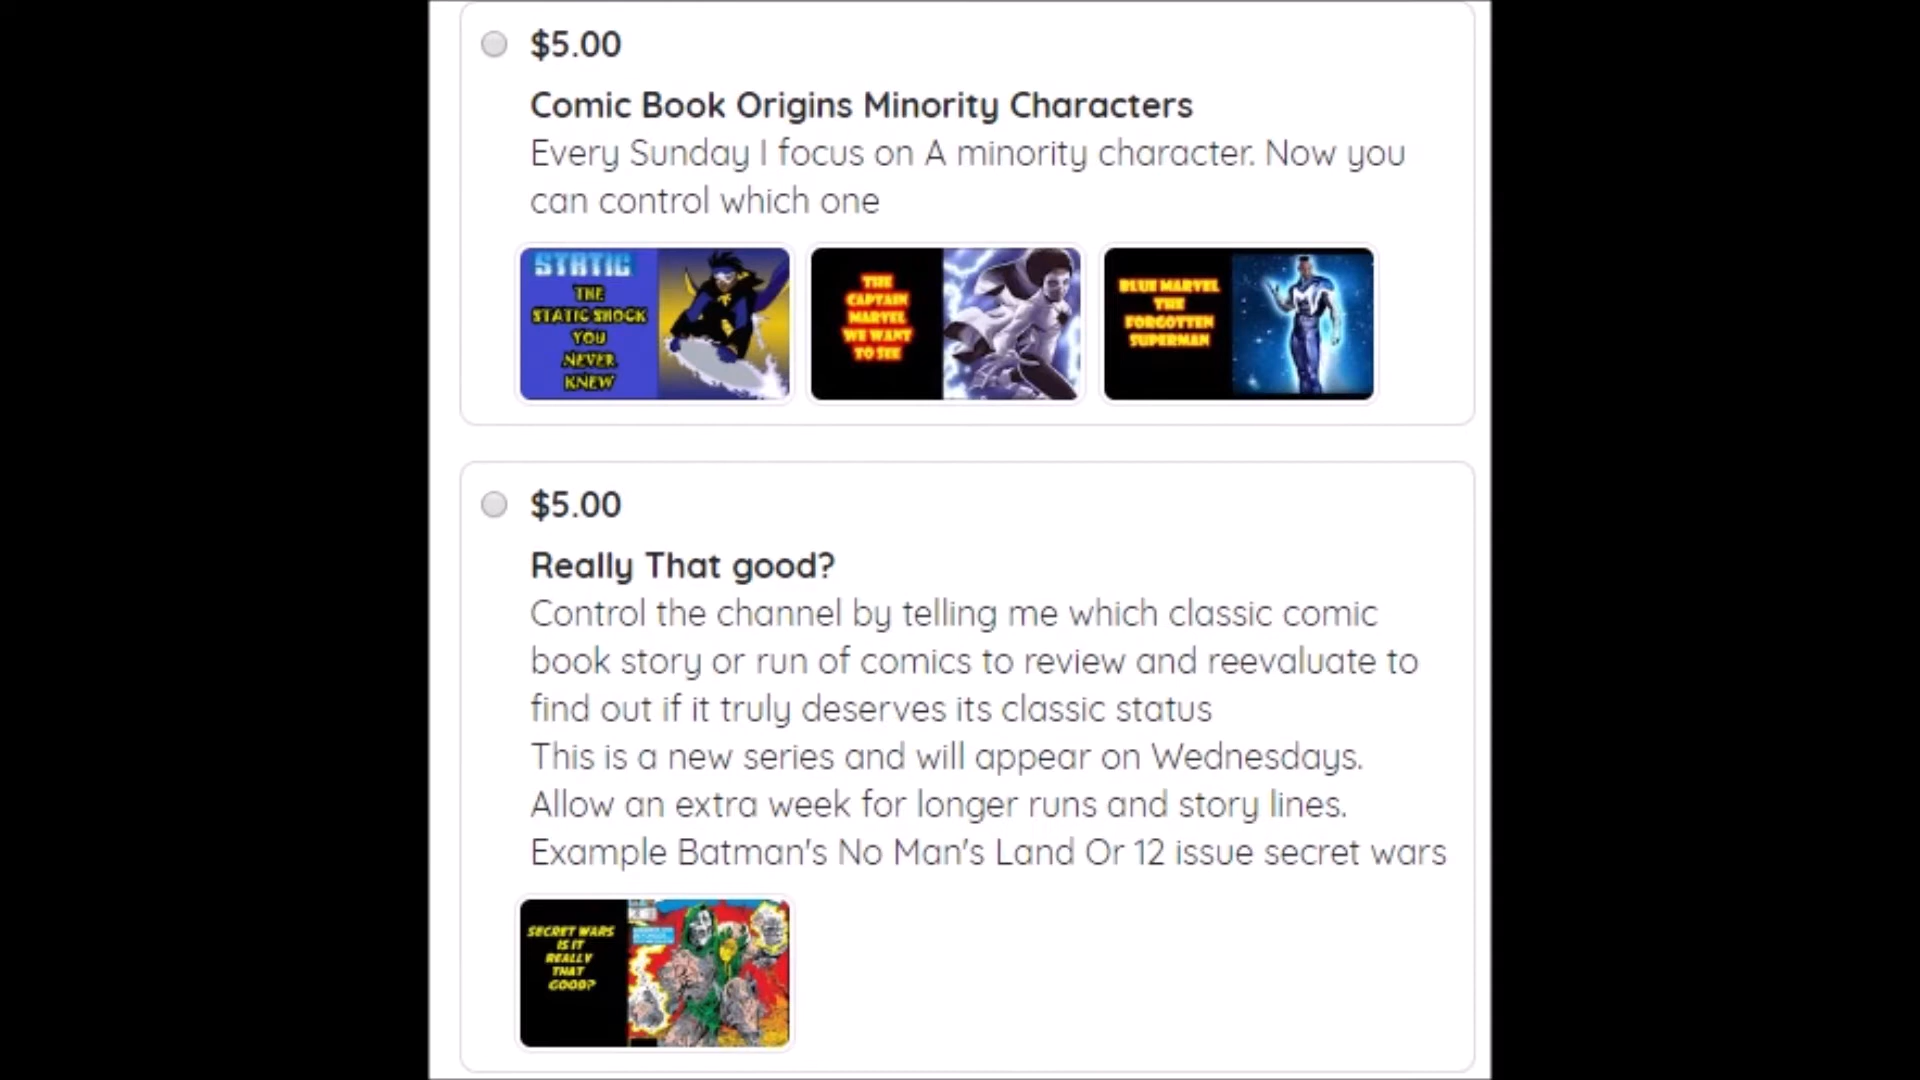 $5.00
Comic Book Origins Minority Characters
Every Sunday I focus on A minority character. Now you
can control which one
STATIC
THE
STATIC SHOCK
YOU
NEVER
KNEW
THE
CAPTAIN
MARVEL
WE WANT
TO SEE
BLUE MARVEL
THE
FORGOTTEN
SUPERMAN
$5.00
Really That good?
Control the channel by telling me which classic comic
book story or run of comics to review and reevaluate to
find out if it truly deserves its classic status
This is a new series and will appear on Wednesdays.
Allow an extra week for longer runs and story lines.
Example Batman's No Man's Land Or 12 issue secret wars
SECRET WARS
IS IT
REALLY
THAT
GOOD?